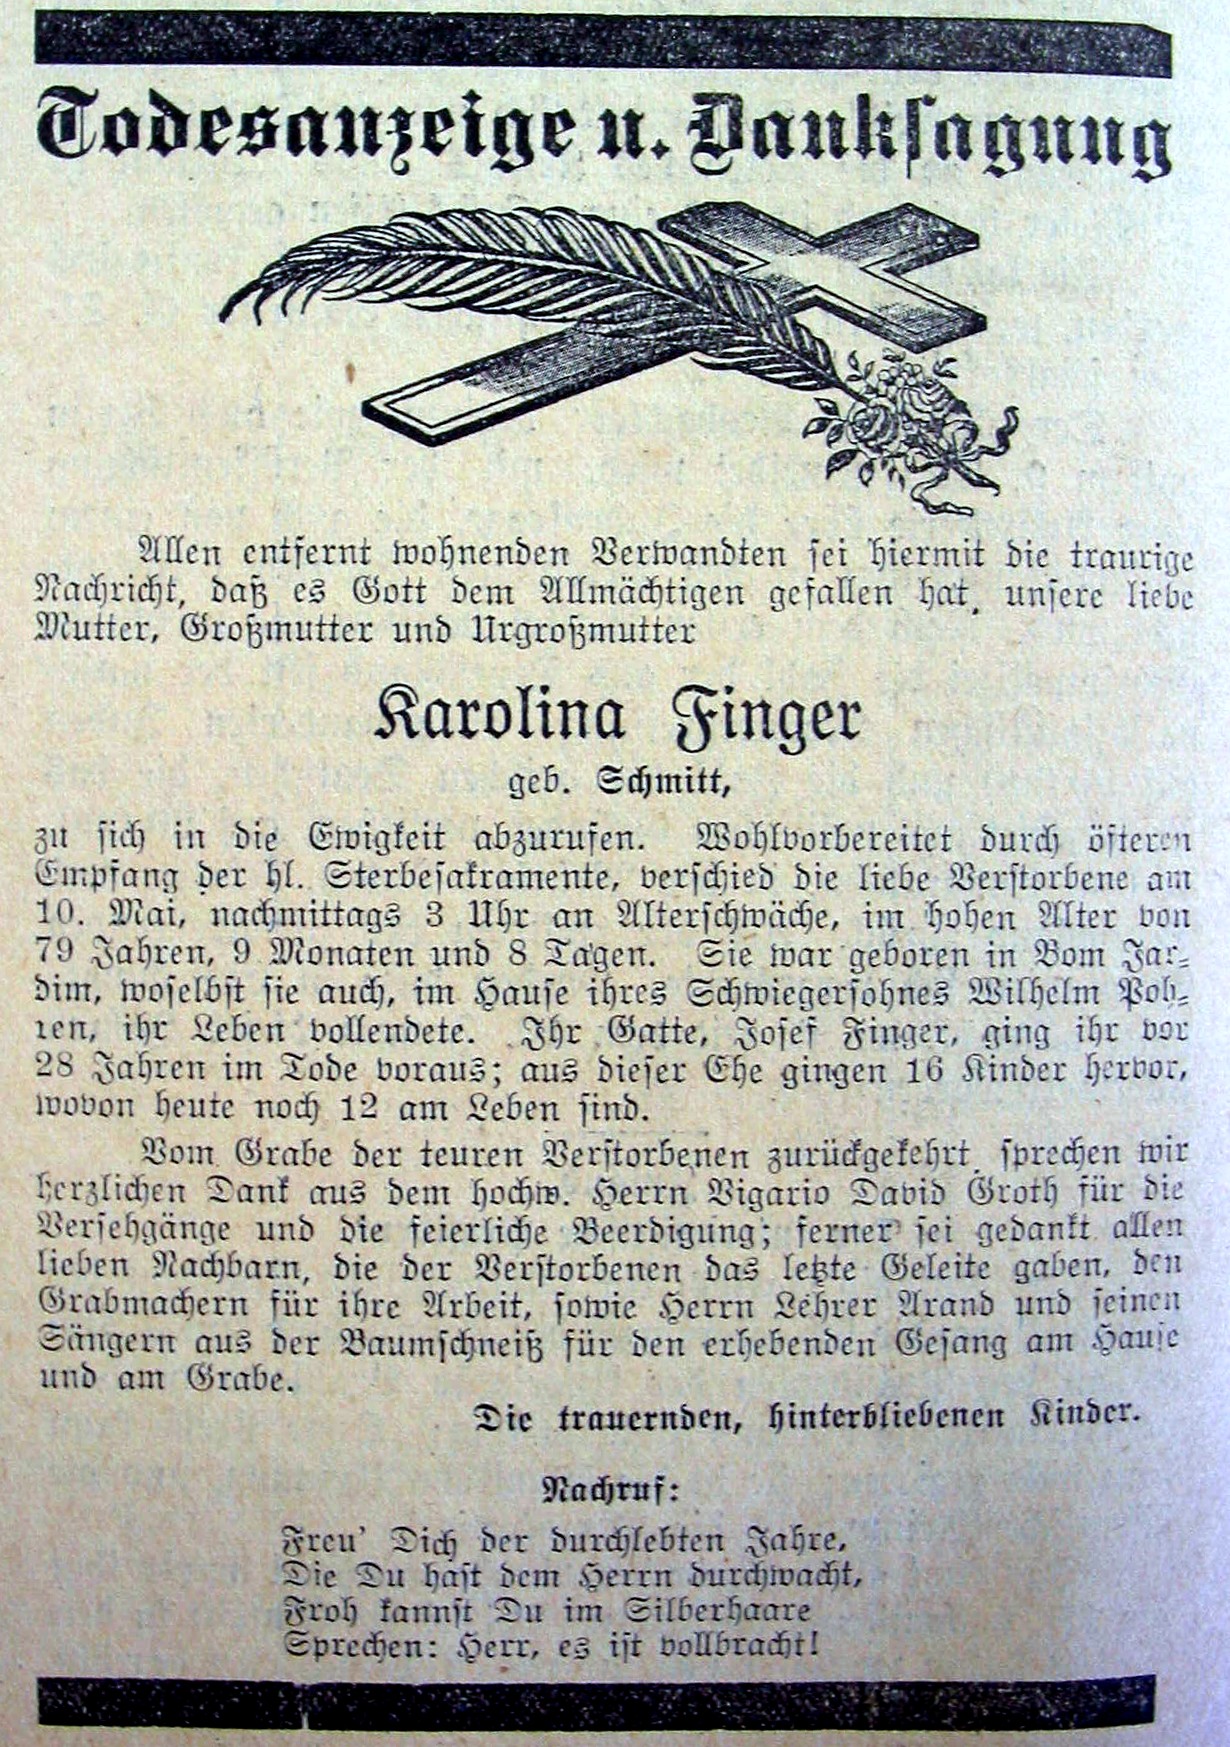 Todesanzeige u. Danksagung
Allen entfernt wohnenden Verwandten sei hiermit die traurige
Nachricht, daß es Gott dem Allmächtigen gefallen hat, unsere liebe
Mutter, Großmutter und Urgroßmutter
Karolina Finger
geb. Schmitt,
zu sich in die Ewigkeit abzurufen. Wohlvorbereitet durch öfteren
Empfang der hl. Sterbesakramente, verschied die liebe Verstorbene am
10. Mai, nachmittags 3 Uhr an Alterschwäche, im hohen Alter von
79 Jahren, 9 Monaten und 8 Tagen. Sie war geboren in Bom Jar-
dim, woselbst sie auch, im Hause ihres Schwiegersohnes Wilhelm
ihr Leben vollendete. Ihr Gatte, Josef Finger, ging ihr vor
28 Jahren im Tode voraus; aus dieser Ehe gingen 16 Kinder hervor,
wovon heute noch 12 am Leben sind.
Vom Grabe der teuren Verstorbenen zurückgekehrt, sprechen wir
herzlichen Dank aus dem hochw. Herrn Vigario David Groth für die
Versehgänge und die feierliche Beerdigung; ferner sei gedankt allen
lieben Nachbarn, die der Verstorbenen das letzte Geleite gaben, den
Grabmachern für ihre Arbeit, sowie Herrn Lehrer Arand und seinen
Sängern aus der Baumschneiß für den erhebenden Gesang am Hause
und am Grabe.
Die trauernden, hinterbliebenen Kinder.
Nachruf:
Freu' Dich der durchlebten Jahre,
Die Du hast dem Herrn durchwacht,
Froh kannst Du im Silberhaare
Sprechen: Herr, es ist vollbracht!